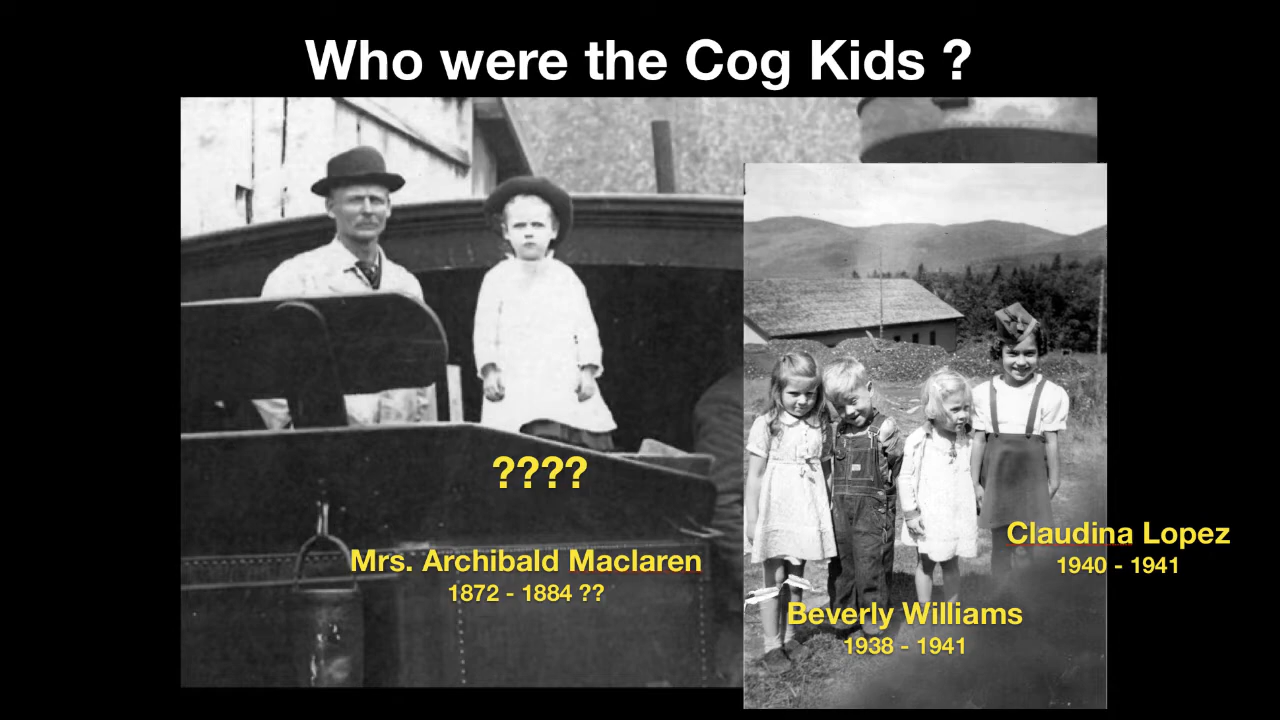 Who were the Cog Kids ?
????
Mrs. Archibald Maclaren
1872 - 1884 ??
Claudina Lopez
1940 - 1941
Beverly Williams
1938 - 1941